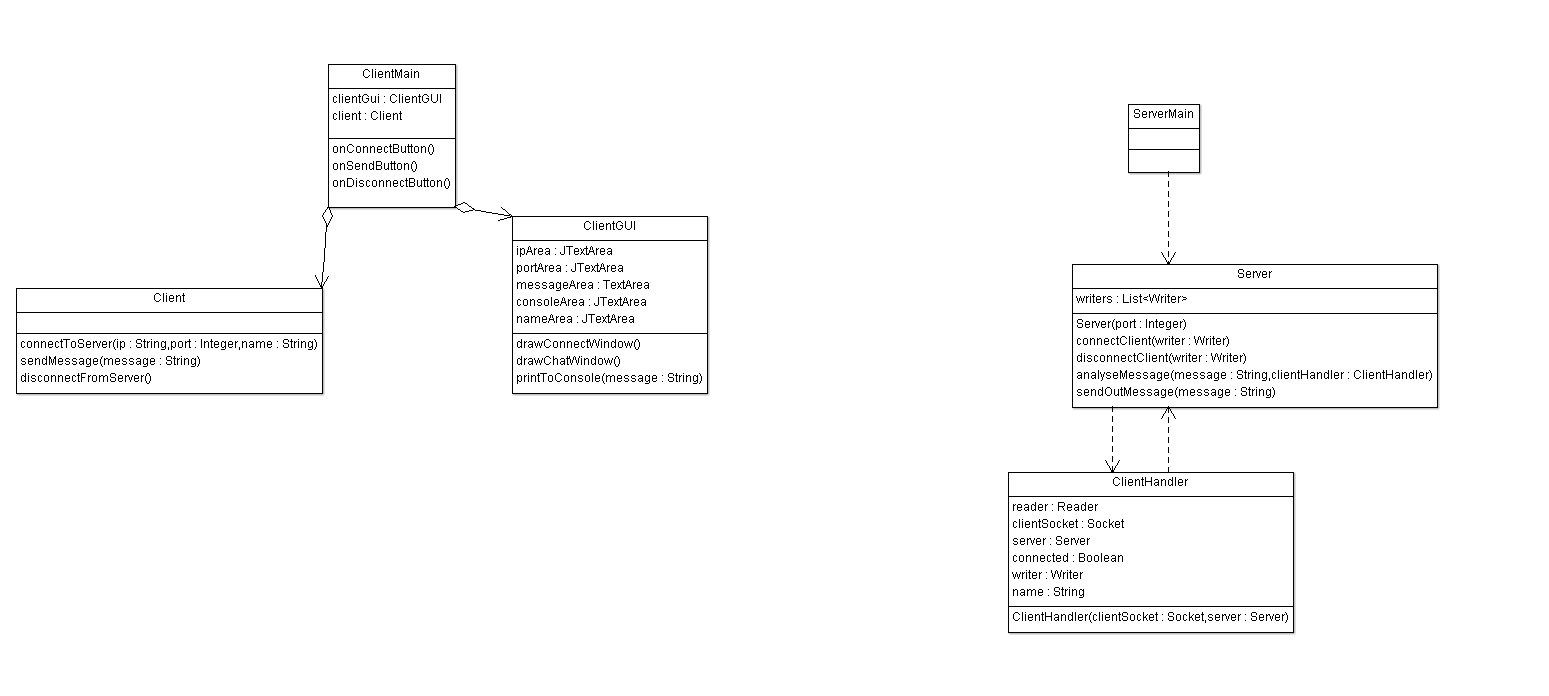 ClientMain
clientGui : ClientGUI
client : Client
onConnectButton()
onSendButton()
onDisconnectButton()
Client
connectToServer(ip : String,port : Integer,name : String)
sendMessage(message : String)
disconnectFromServer()
ClientGUI
ipArea : JTextArea
portArea : JTextArea
messageArea : TextArea
consoleArea : JTextArea
nameArea : JTextArea
drawConnectWindow()
drawChatWindow()
printToConsole(message : String)
ServerMain
Server
writers : List<Writer>
Server(port : Integer)
connectClient(writer : Writer)
disconnectClient(writer : Writer)
analyseMessage(message : String,clientHandler : ClientHandler)
sendOutMessage(message : String)
ClientHandler
reader : Reader
clientSocket : Socket
server : Server
connected : Boolean
writer : Writer
name : String
ClientHandler(clientSocket : Socket,server : Server)